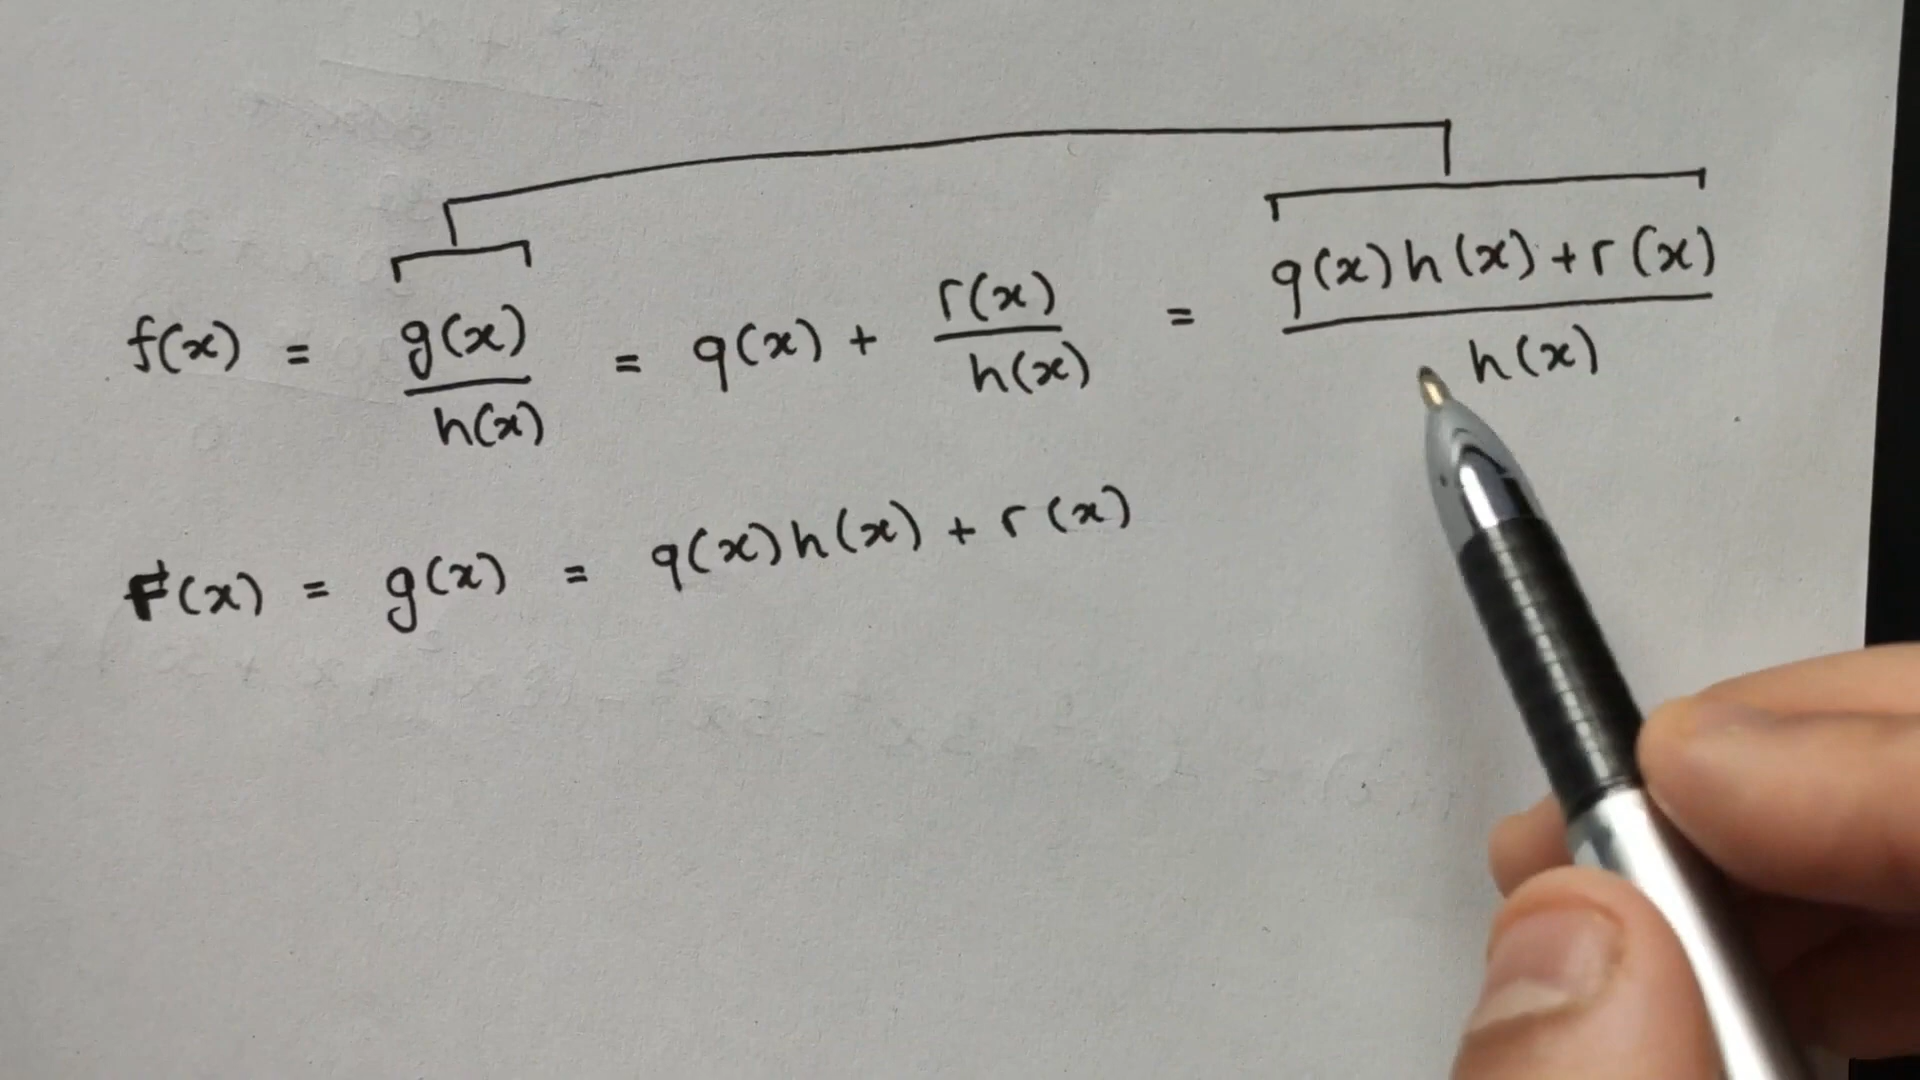 f(x) = g(x)/h(x) = q(x) + r(x)/h(x) = q(x)h(x)+r(x)/h(x)
F(x) = g(x) = q(x)h(x) + r(x)